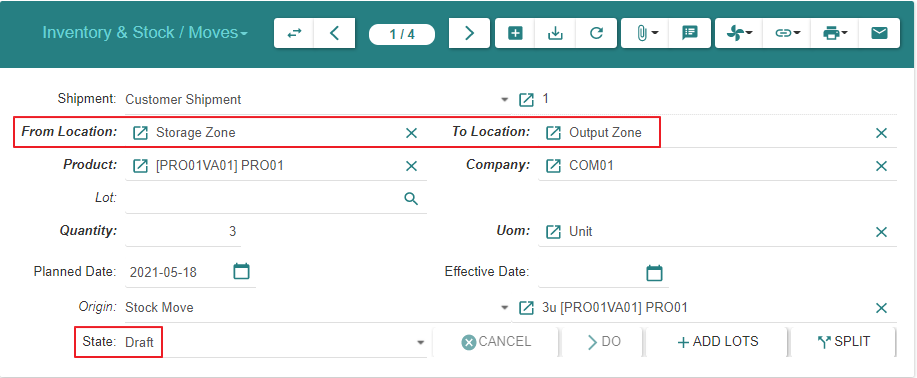 Inventory & Stock / Moves
1 / 4
Shipment: Customer Shipment 1
From Location: Storage Zone To Location: Output Zone
Product: [PRO01VA01] PRO01 Company: COM01
Lot:
Quantity: 3 Uom: Unit
Planned Date: 2021-05-18 Effective Date:
Origin: Stock Move 3u [PRO01VA01] PRO01
State: Draft CANCEL DO ADD LOTS SPLIT